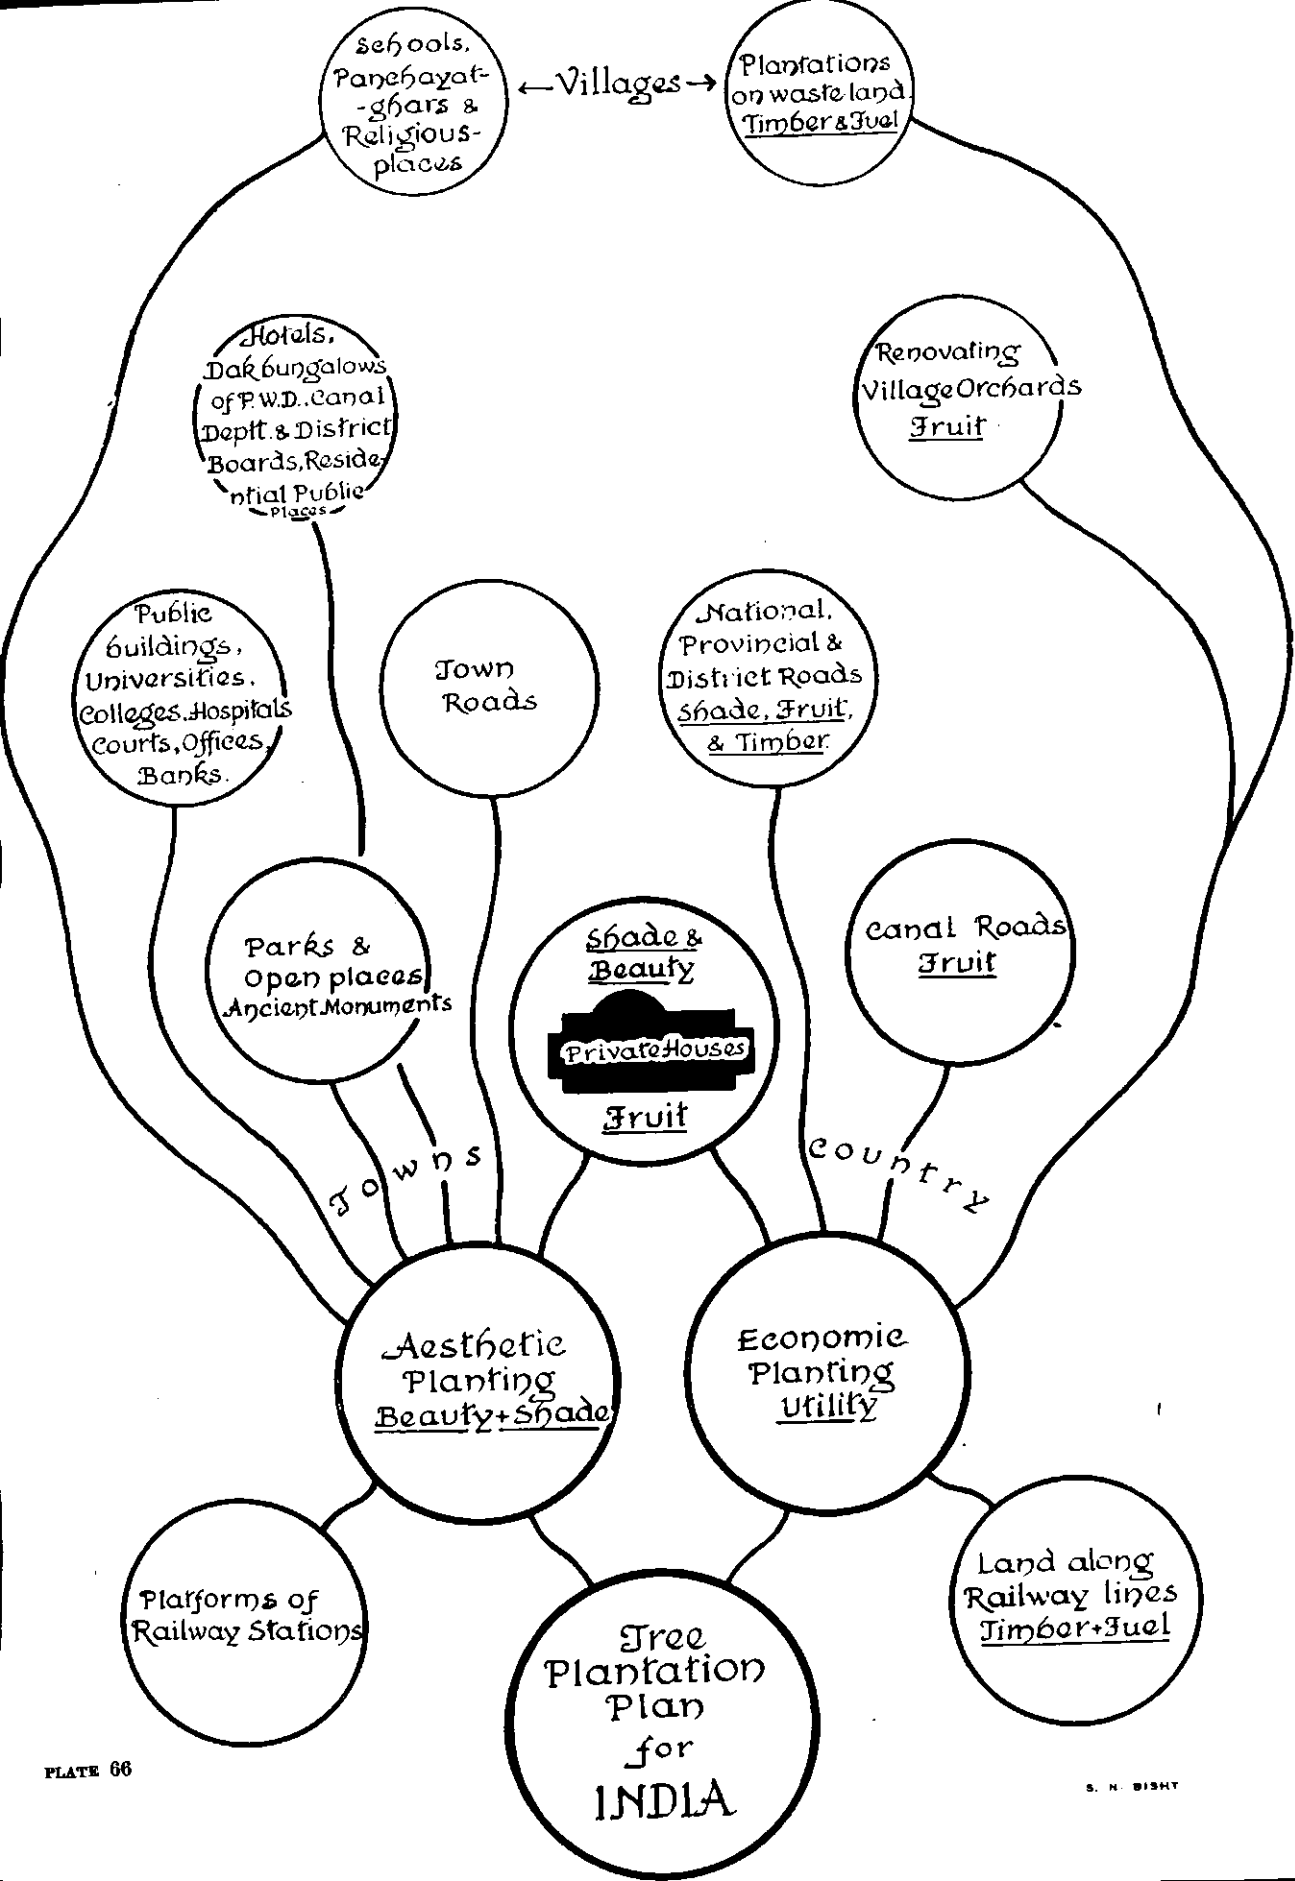 Schools,
Panchayat-
-ghars &
Religious-
places
←Villages→
Plantations
on waste land.
Timber & Fuel
Hotels,
Dakbungalows
of P.W.D., Canal
Deptt. & District
Boards, Reside-
ntial Public
Places
Renovating
Village Orchards
Fruit
Public
buildings,
Universities,
Colleges, Hospitals
Courts, Offices,
Banks.
Town
Roads
National,
Provincial &
District Roads
Shade, Fruit,
& Timber.
Parks &
Open places
Ancient Monuments
Shade &
Beauty
Private Houses
Fruit
Canal Roads
Fruit
Towns
Country
Aesthetic
Planting
Beauty + Shade
Economic
Planting
Utility
Platforms of
Railway Stations
Land along
Railway lines
Timber + Fuel
Tree
Plantation
Plan
for
INDIA
PLATE 66
S. N. BISHT